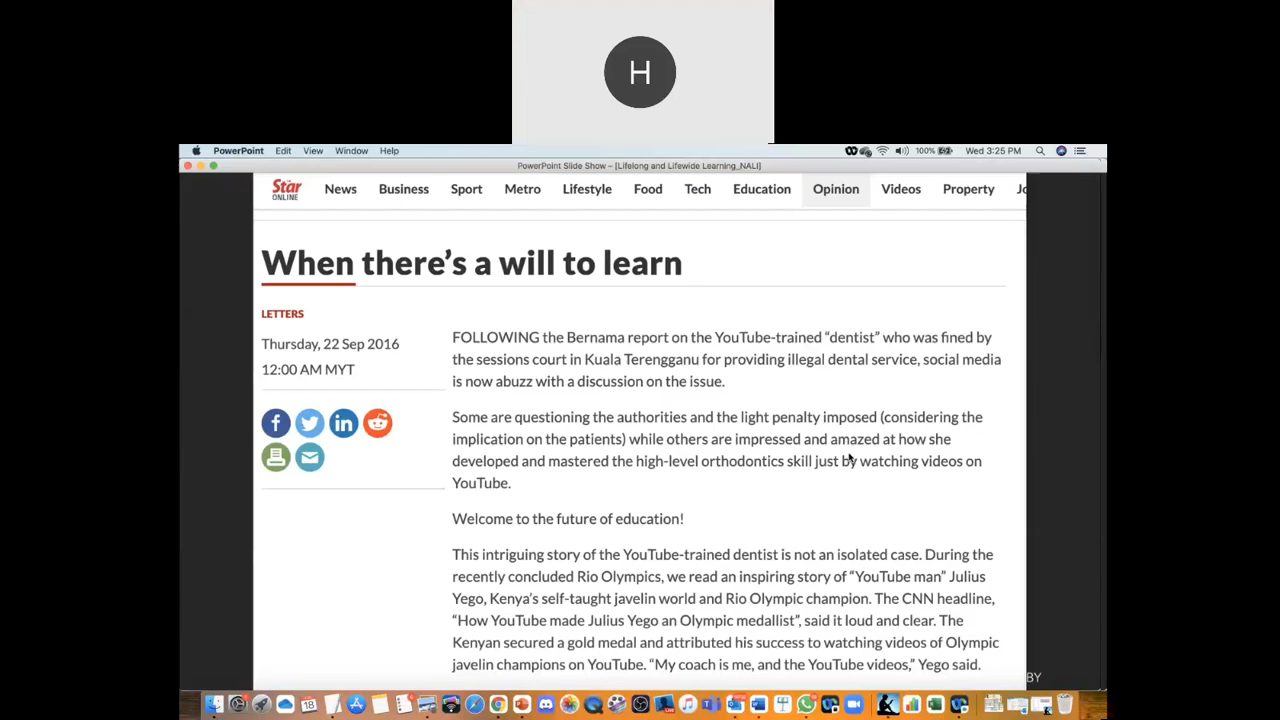 H
PowerPoint Edit View Window Help 100% Wed 3:25 PM
PowerPoint Slide Show – [Lifelong and Lifewide Learning_NALI]
The Star ONLINE News Business Sport Metro Lifestyle Food Tech Education Opinion Videos Property Jo
When there's a will to learn
LETTERS
Thursday, 22 Sep 2016
12:00 AM MYT
FOLLOWING the Bernama report on the YouTube-trained “dentist” who was fined by
the sessions court in Kuala Terengganu for providing illegal dental service, social media
is now abuzz with a discussion on the issue.
Some are questioning the authorities and the light penalty imposed (considering the
implication on the patients) while others are impressed and amazed at how she
developed and mastered the high-level orthodontics skill just by watching videos on
YouTube.
Welcome to the future of education!
This intriguing story of the YouTube-trained dentist is not an isolated case. During the
recently concluded Rio Olympics, we read an inspiring story of “YouTube man” Julius
Yego, Kenya's self-taught javelin world and Rio Olympic champion. The CNN headline,
“How YouTube made Julius Yego an Olympic medallist”, said it loud and clear. The
Kenyan secured a gold medal and attributed his success to watching videos of Olympic
javelin champions on YouTube. “My coach is me, and the YouTube videos,” Yego said.
BY
18